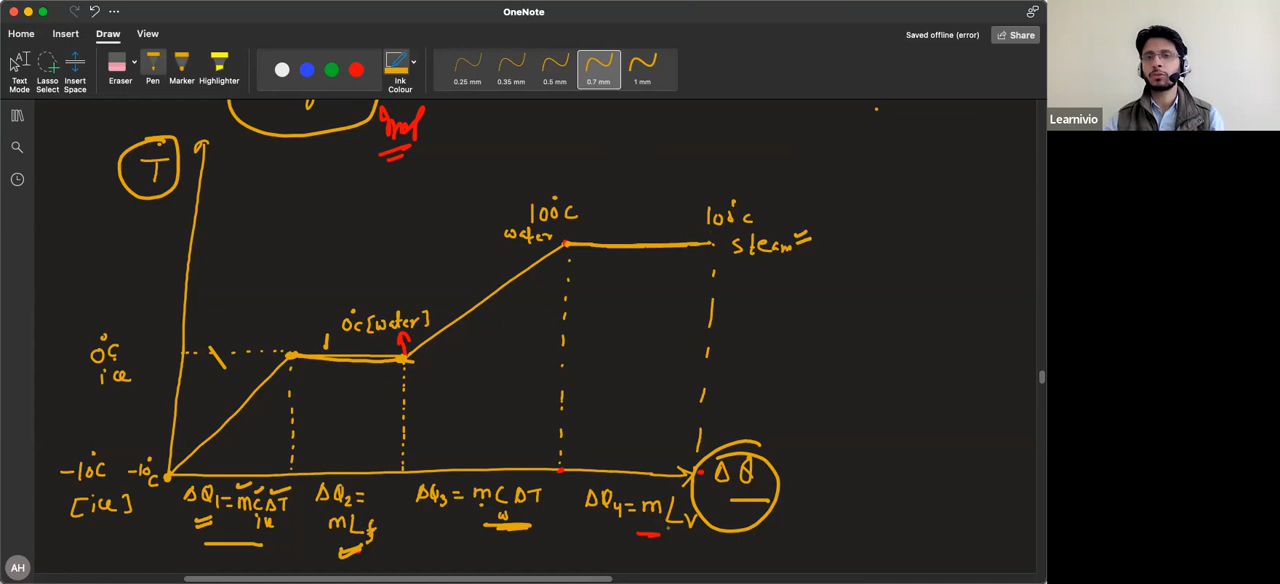 OneNote
Home Insert Draw View
Saved offline (error) Share
Text Mode
Lasso Select
Insert Space
Eraser
Pen
Marker
Highlighter
Ink Colour
0.25 mm
0.35 mm
0.5 mm
0.7 mm
1 mm
Learnivio
T
100°C
water
100°C
steam
0°C [water]
0°C
ice
-10°C
[ice]
-10°C
ΔQ1 = mCΔT
ice
ΔQ2 =
mLf
ΔQ3 = mCΔT
w
ΔQ4 = mLv
ΔQ
AH